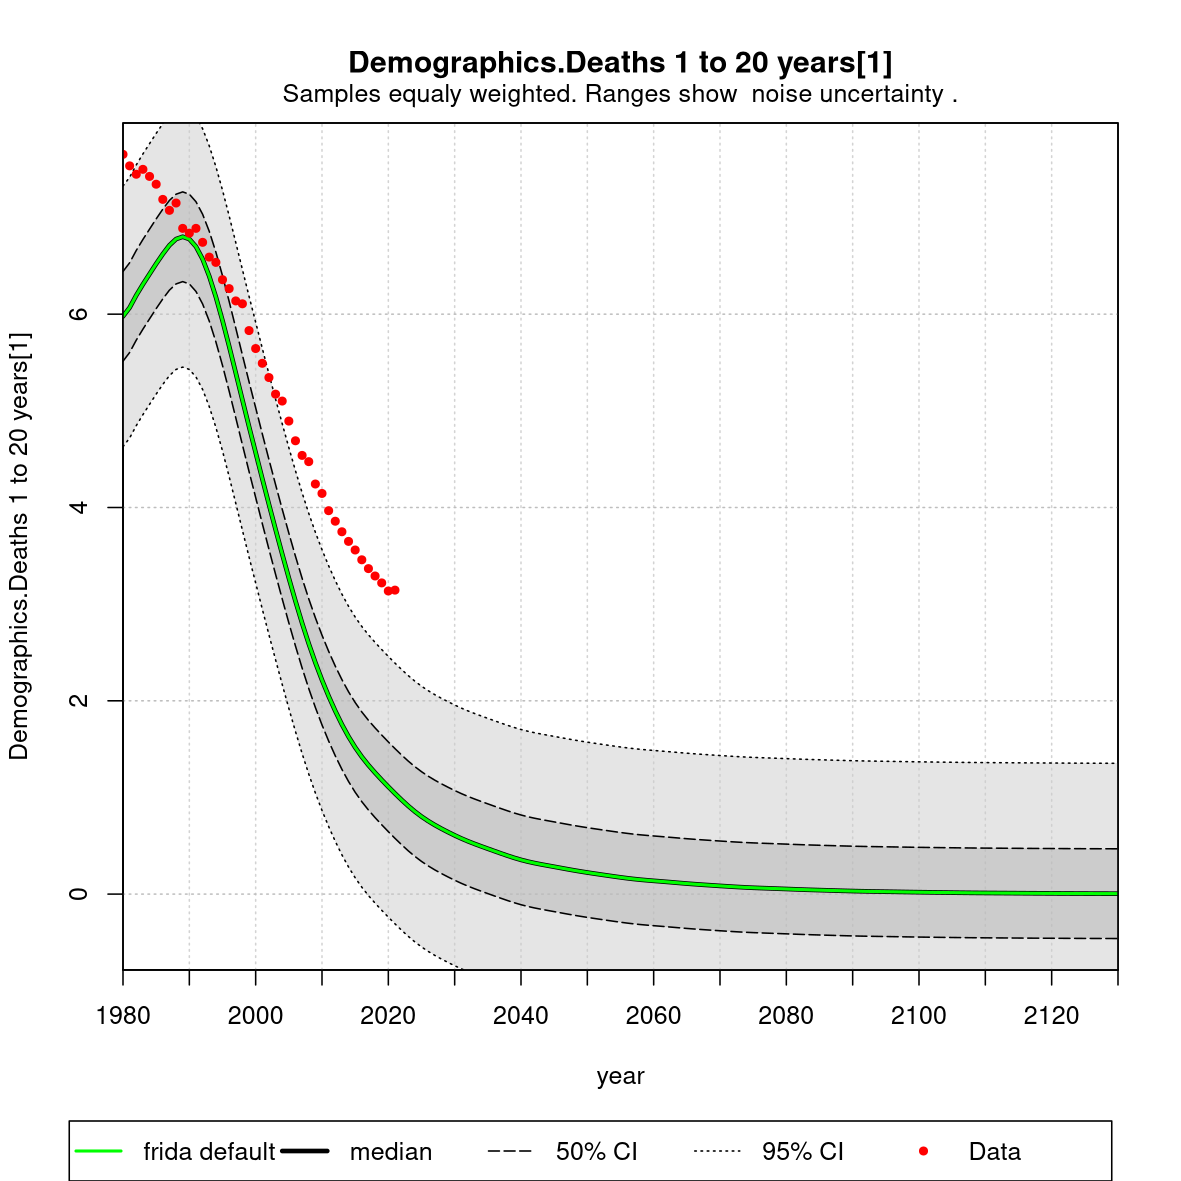 Demographics.Deaths 1 to 20 years[1]
Samples equaly weighted. Ranges show  noise uncertainty .
Demographics.Deaths 1 to 20 years[1]
6
4
2
0
1980 2000 2020 2040 2060 2080 2100 2120
year
frida default median 50% CI 95% CI Data